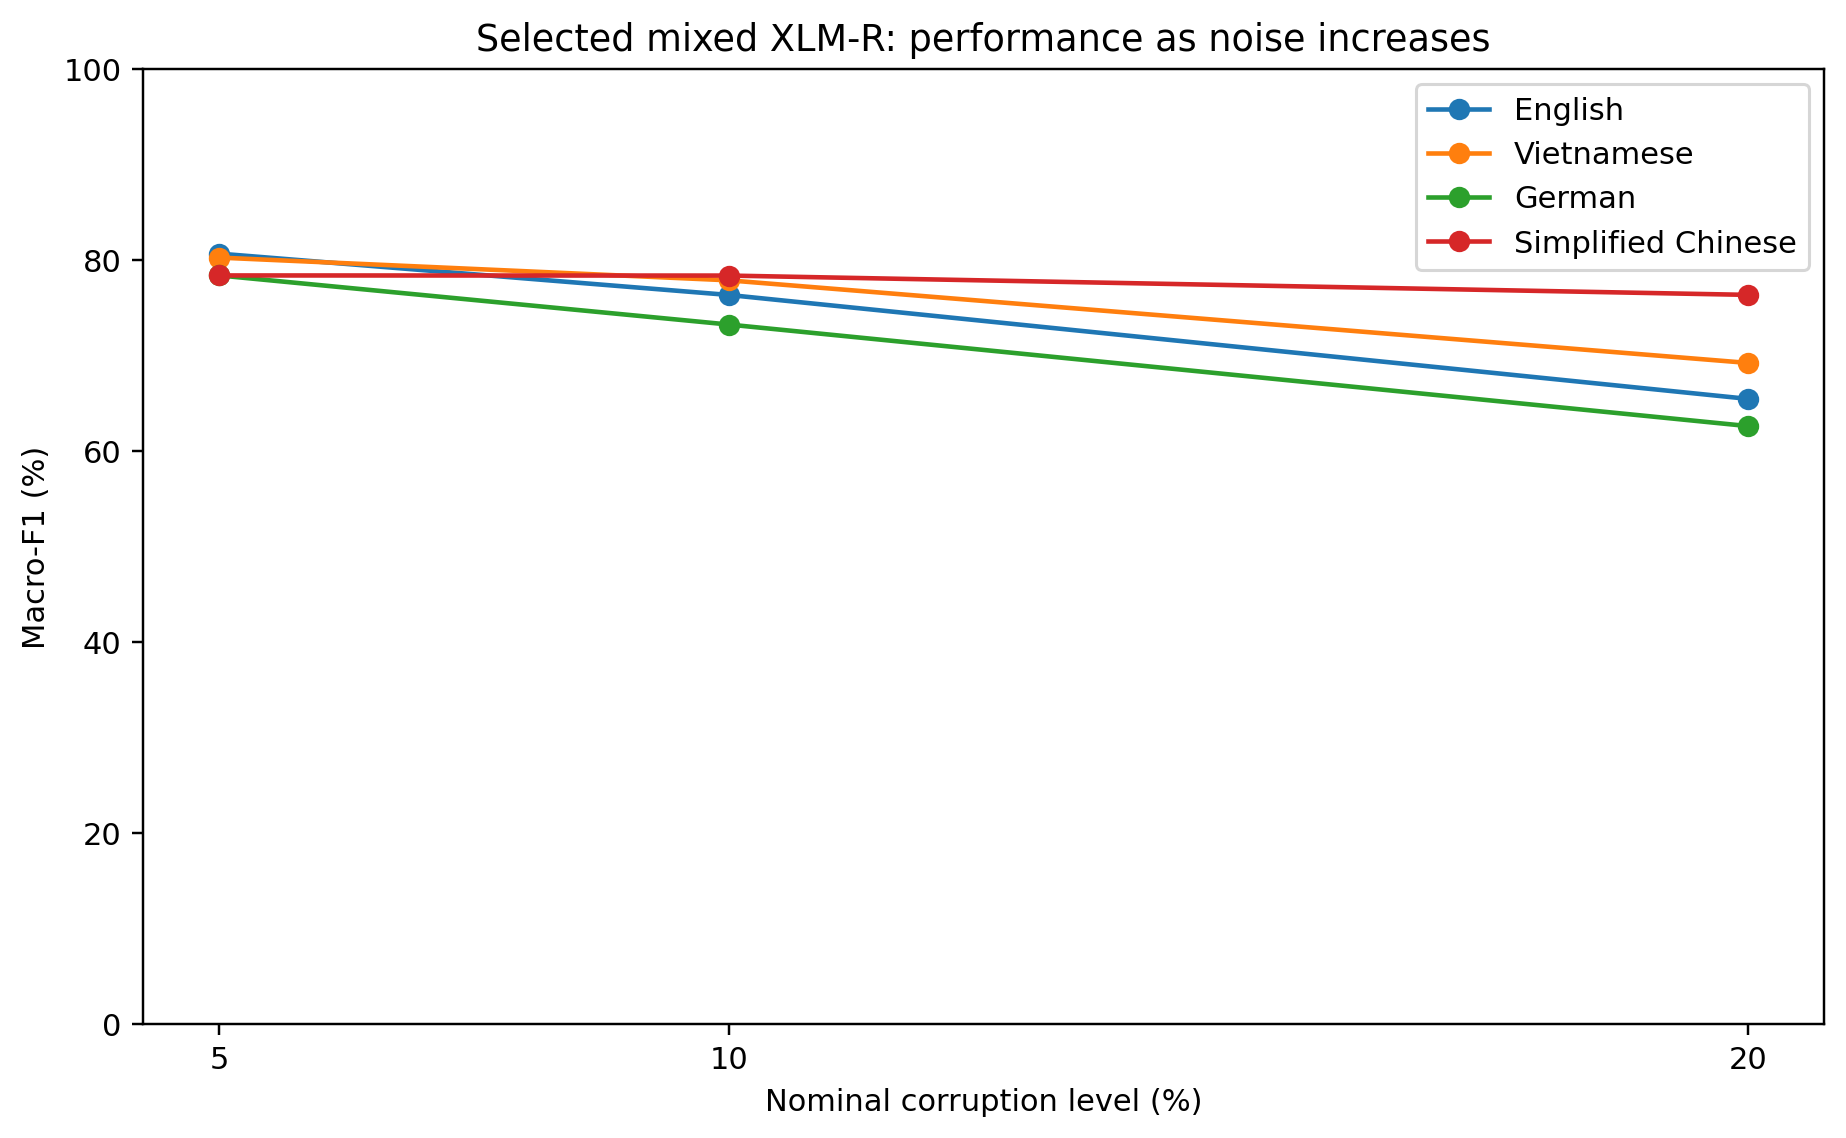 Selected mixed XLM-R: performance as noise increases
100
80
60
40
20
0
Macro-F1 (%)
English
Vietnamese
German
Simplified Chinese
5 10 20
Nominal corruption level (%)